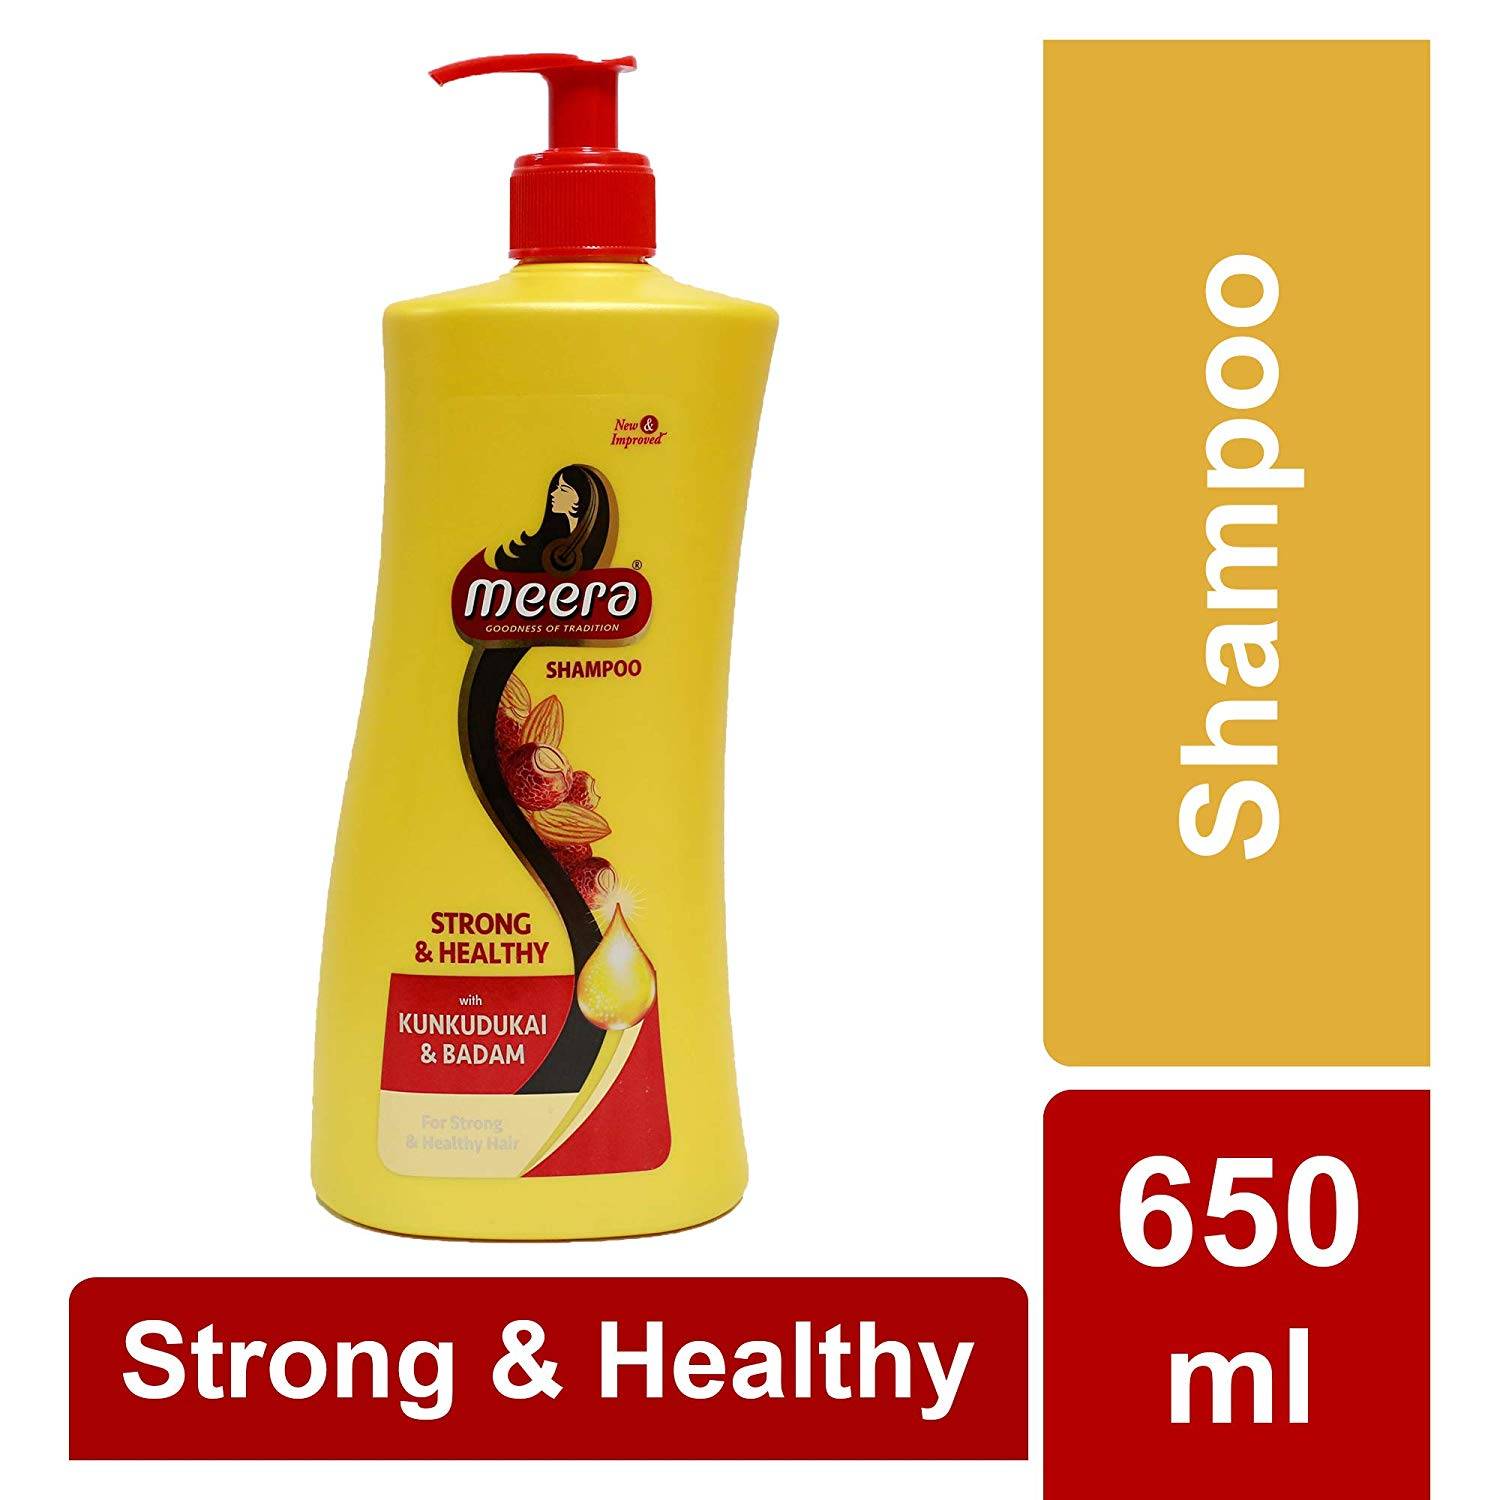 New &
Improved
meera®
GOODNESS OF TRADITION
SHAMPOO
STRONG
& HEALTHY
with
KUNKUDUKAI
& BADAM
For Strong
& Healthy Hair
Shampoo
Strong & Healthy
650
ml